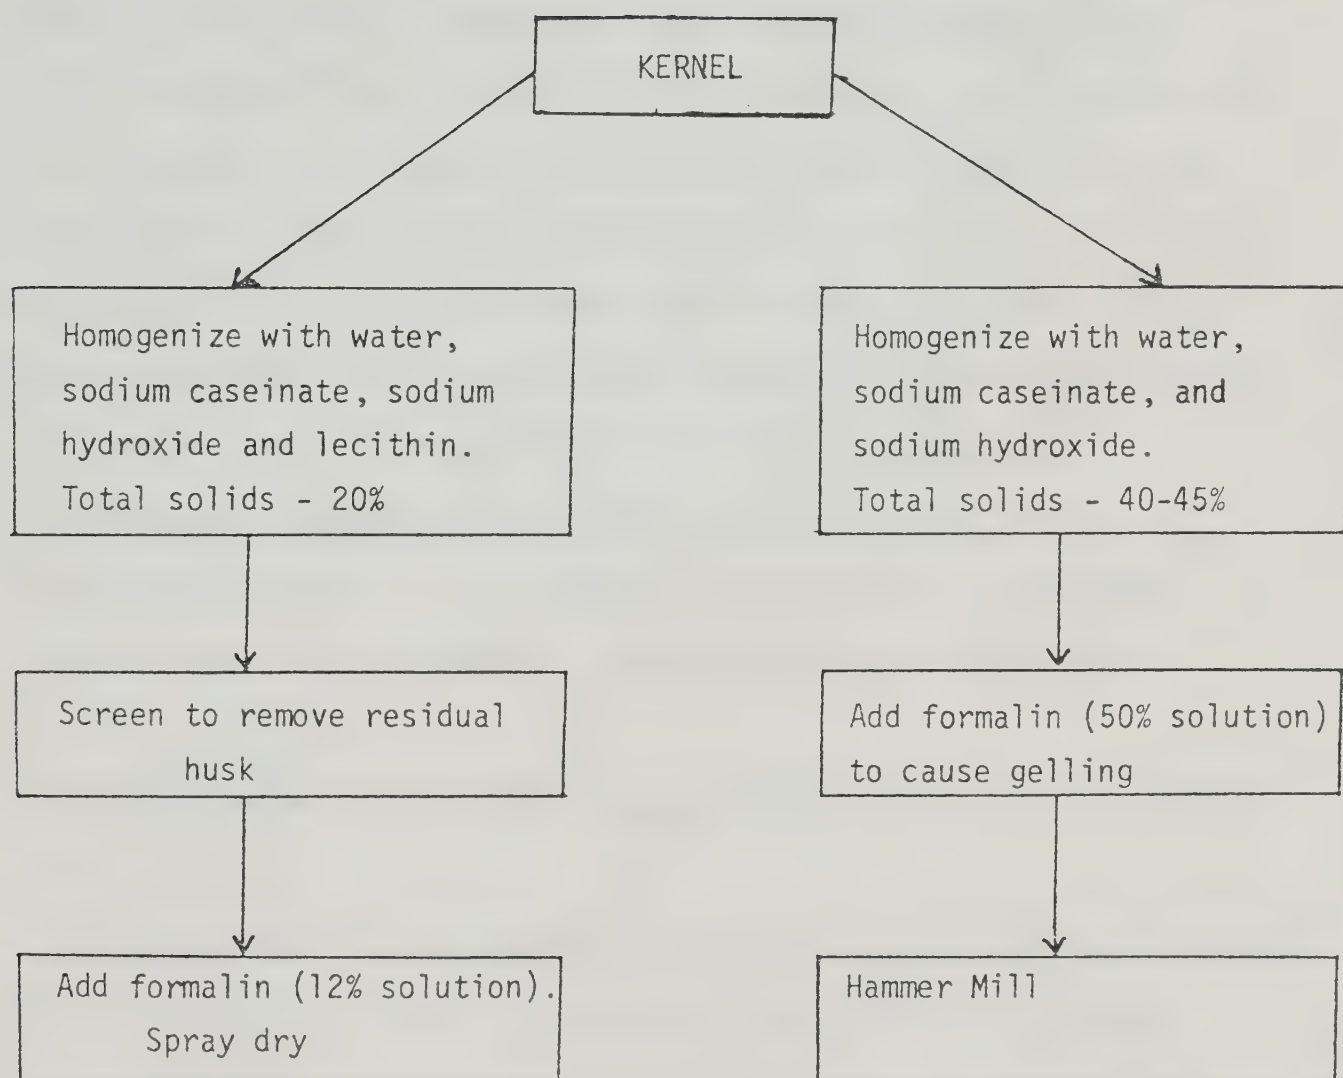 KERNEL
Homogenize with water,
sodium caseinate, sodium
hydroxide and lecithin.
Total solids - 20%
Homogenize with water,
sodium caseinate, and
sodium hydroxide.
Total solids - 40-45%
Screen to remove residual
husk
Add formalin (50% solution)
to cause gelling
Add formalin (12% solution).
Spray dry
Hammer Mill